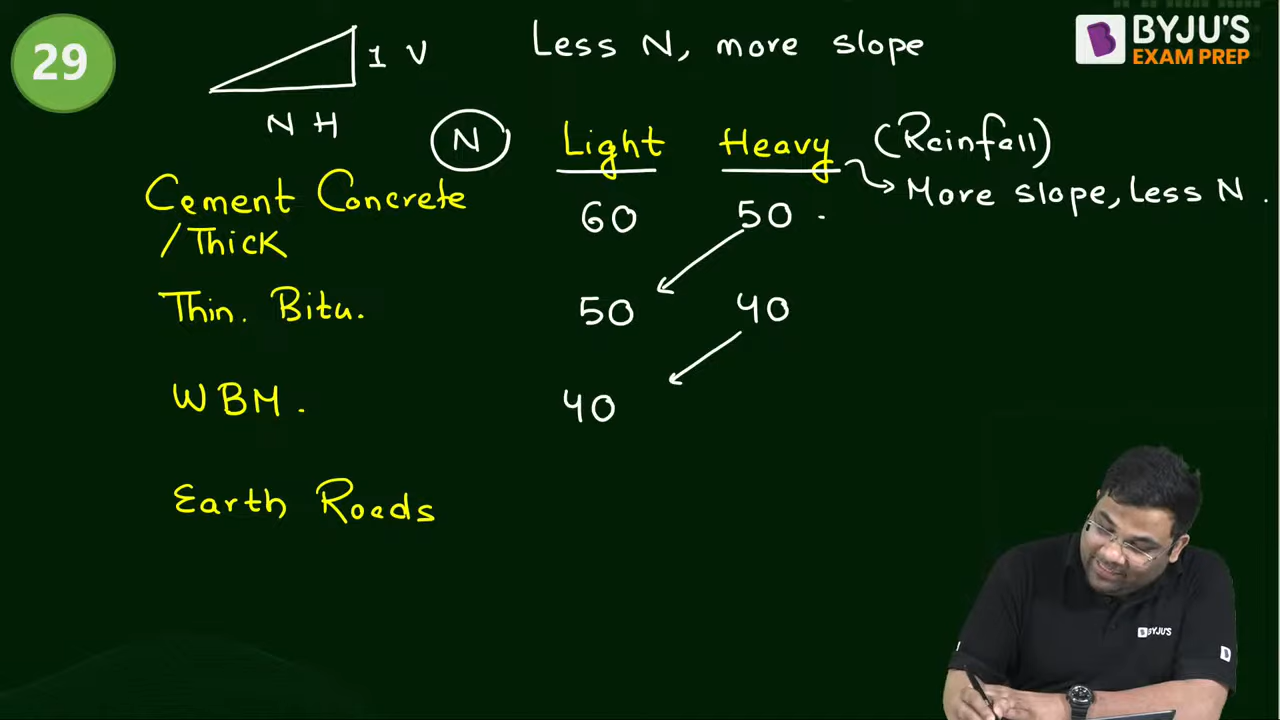 29
1 V
N H
Less N, more slope
BYJU'S
EXAM PREP
N Light Heavy (Rainfall)
More slope, Less N.
Cement Concrete 60 50
/Thick
Thin. Bitu. 50 40
WBM. 40
Earth Roads
BYJU'S